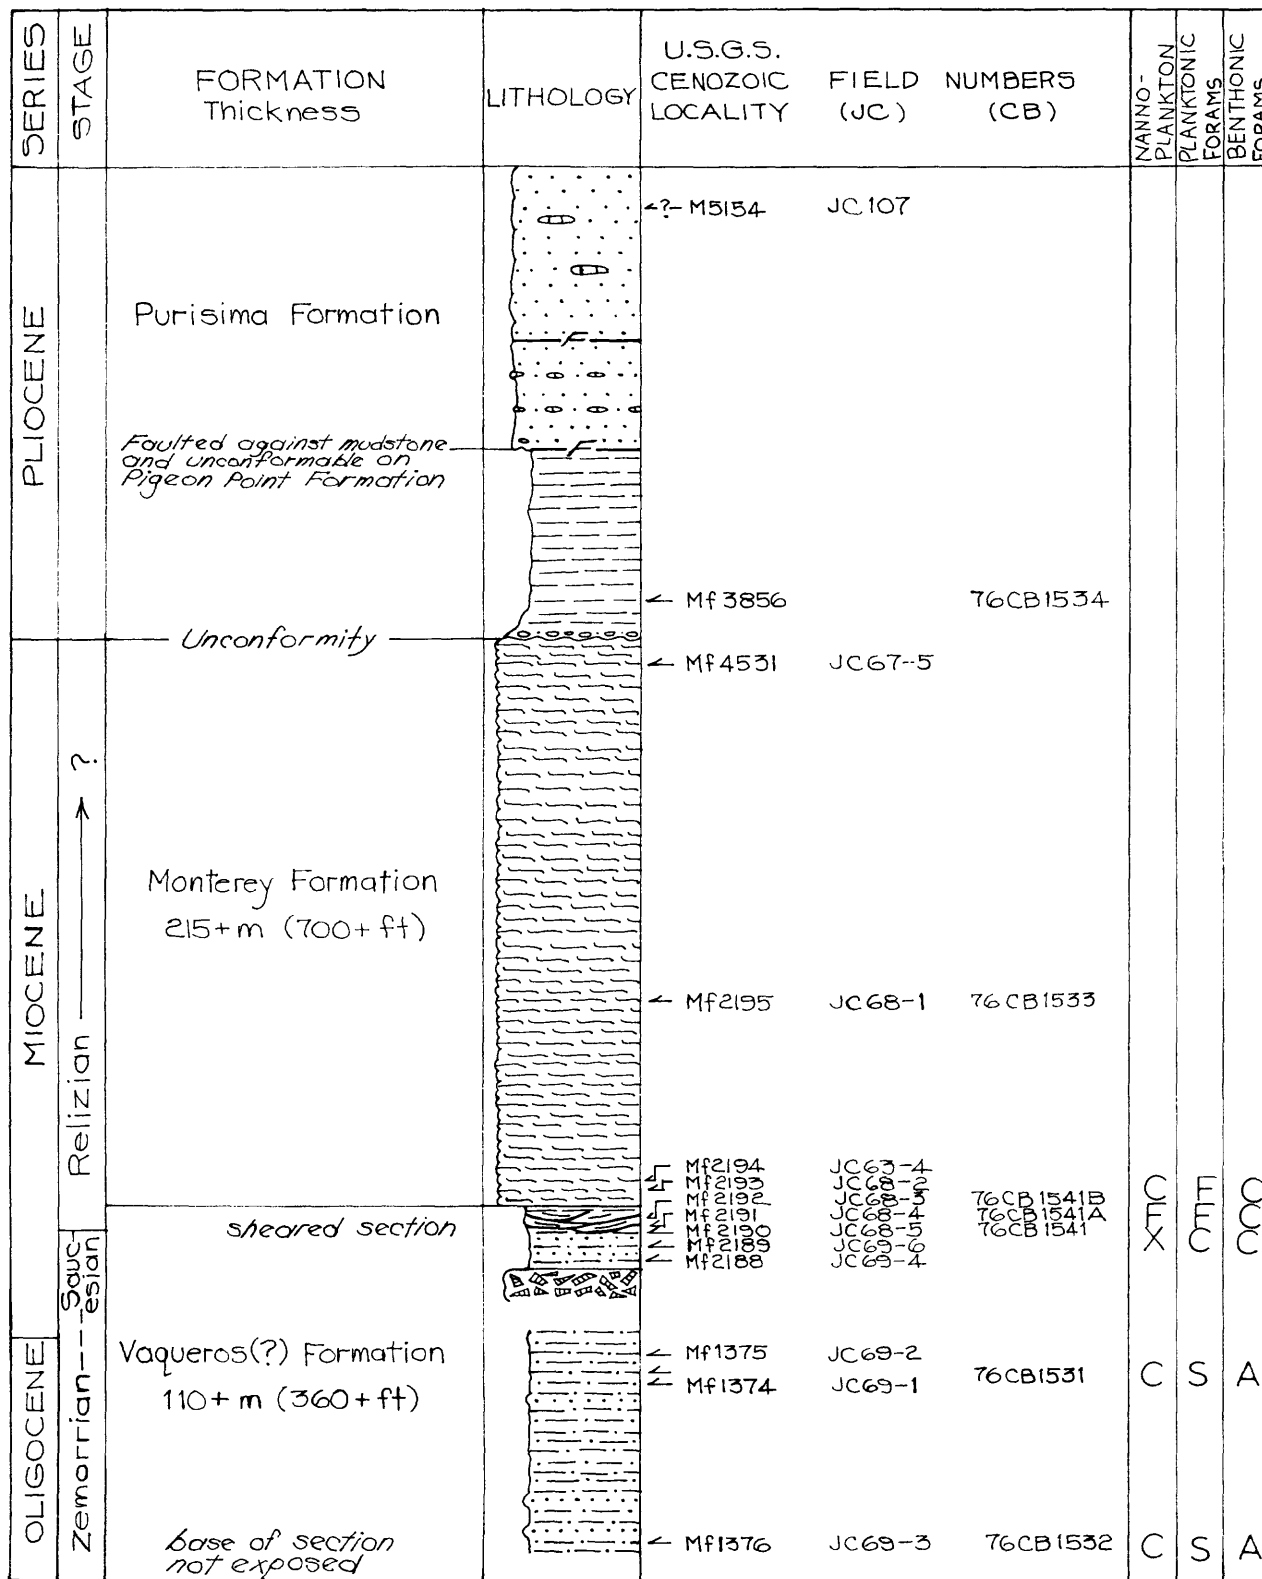 SERIES
STAGE
FORMATION
Thickness
LITHOLOGY
U.S.G.S.
CENOZOIC
LOCALITY
FIELD NUMBERS
(JC) (CB)
NANNO-
PLANKTON
PLANKTONIC
FORAMS
BENTHONIC
FORAMS
PLIOCENE
MIOCENE
OLIGOCENE
?
Relizian
Sauc-
esian
Zemorrian
←?- M5154 JC107
Purisima Formation
Faulted against mudstone
and unconformable on
Pigeon Point Formation
Mf3856 76CB1534
Unconformity
Mf4531 JC67-5
Monterey Formation
215+m (700+ft)
Mf2195 JC68-1 76CB1533
Mf2194 JC63-4
Mf2193 JC68-2 C F C
Mf2192 JC68-3 76CB1541B
Mf2191 JC68-4 76CB1541A F F C
sheared section
Mf2190 JC68-5 76CB1541
Mf2189 JC69-6 X C C
Mf2188 JC69-4
Vaqueros(?) Formation
110+m (360+ft)
Mf1375 JC69-2
76CB1531 C S A
Mf1374 JC69-1
base of section
not exposed
Mf1376 JC69-3 76CB1532 C S A